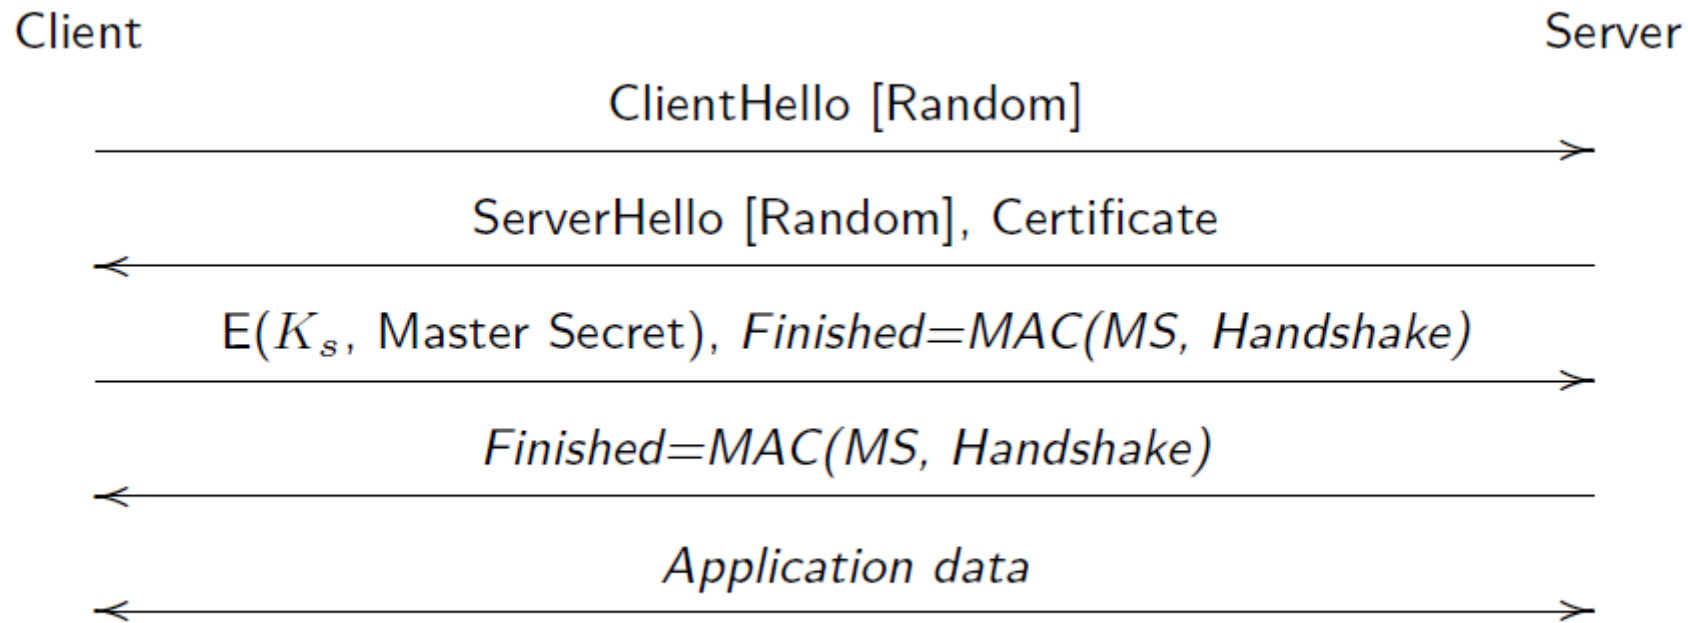 Client Server
ClientHello [Random]
ServerHello [Random], Certificate
E(Kₛ, Master Secret), Finished=MAC(MS, Handshake)
Finished=MAC(MS, Handshake)
Application data